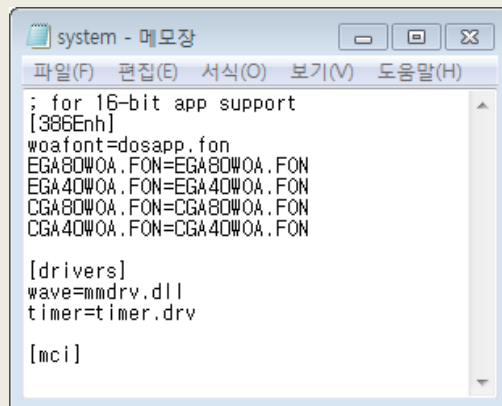 system - 메모장
파일(F) 편집(E) 서식(O) 보기(V) 도움말(H)
; for 16-bit app support
[386Enh]
woafont=dosapp.fon
EGA80WOA.FON=EGA80WOA.FON
EGA40WOA.FON=EGA40WOA.FON
CGA80WOA.FON=CGA80WOA.FON
CGA40WOA.FON=CGA40WOA.FON
[drivers]
wave=mmdrv.dll
timer=timer.drv
[mci]